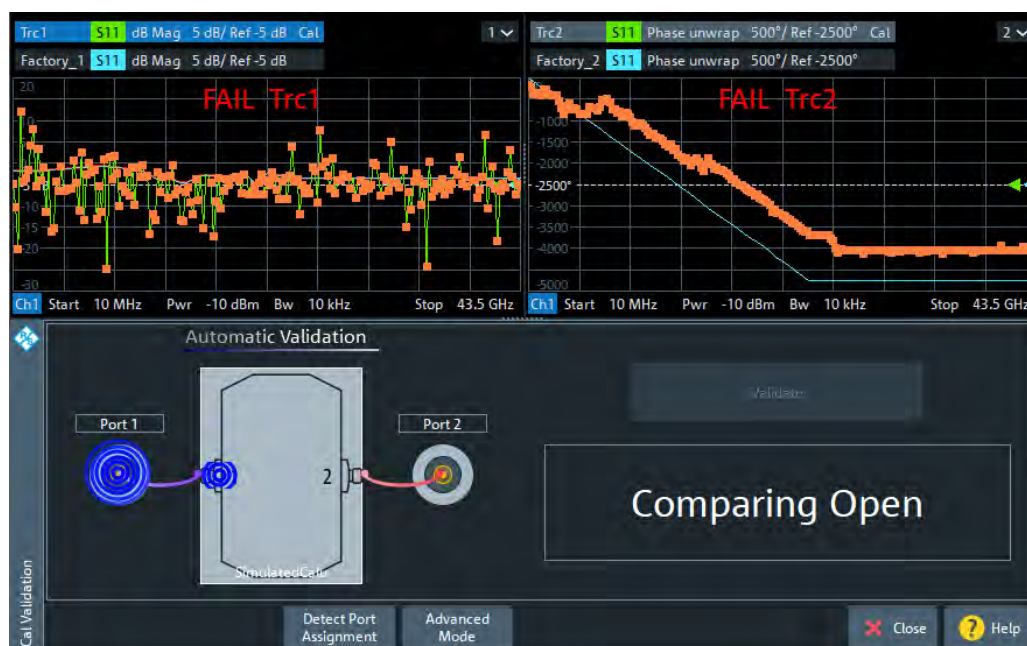 Trc1 S11 dB Mag 5 dB/ Ref -5 dB Cal 1
Factory_1 S11 dB Mag 5 dB/ Ref -5 dB
20
FAIL Trc1
-10
-15
-20
-30
Ch1 Start 10 MHz Pwr -10 dBm Bw 10 kHz Stop 43.5 GHz
Trc2 S11 Phase unwrap 500°/ Ref -2500° Cal 2
Factory_2 S11 Phase unwrap 500°/ Ref -2500°
FAIL Trc2
-1000
-1500
-2000
-2500°
-3000
-3500
-4000
-5000
Ch1 Start 10 MHz Pwr -10 dBm Bw 10 kHz Stop 43.5 GHz
Cal Validation
Automatic Validation
Port 1
2
Port 2
SimulatedCalu
Validate
Comparing Open
Detect Port
Assignment
Advanced
Mode
Close
? Help